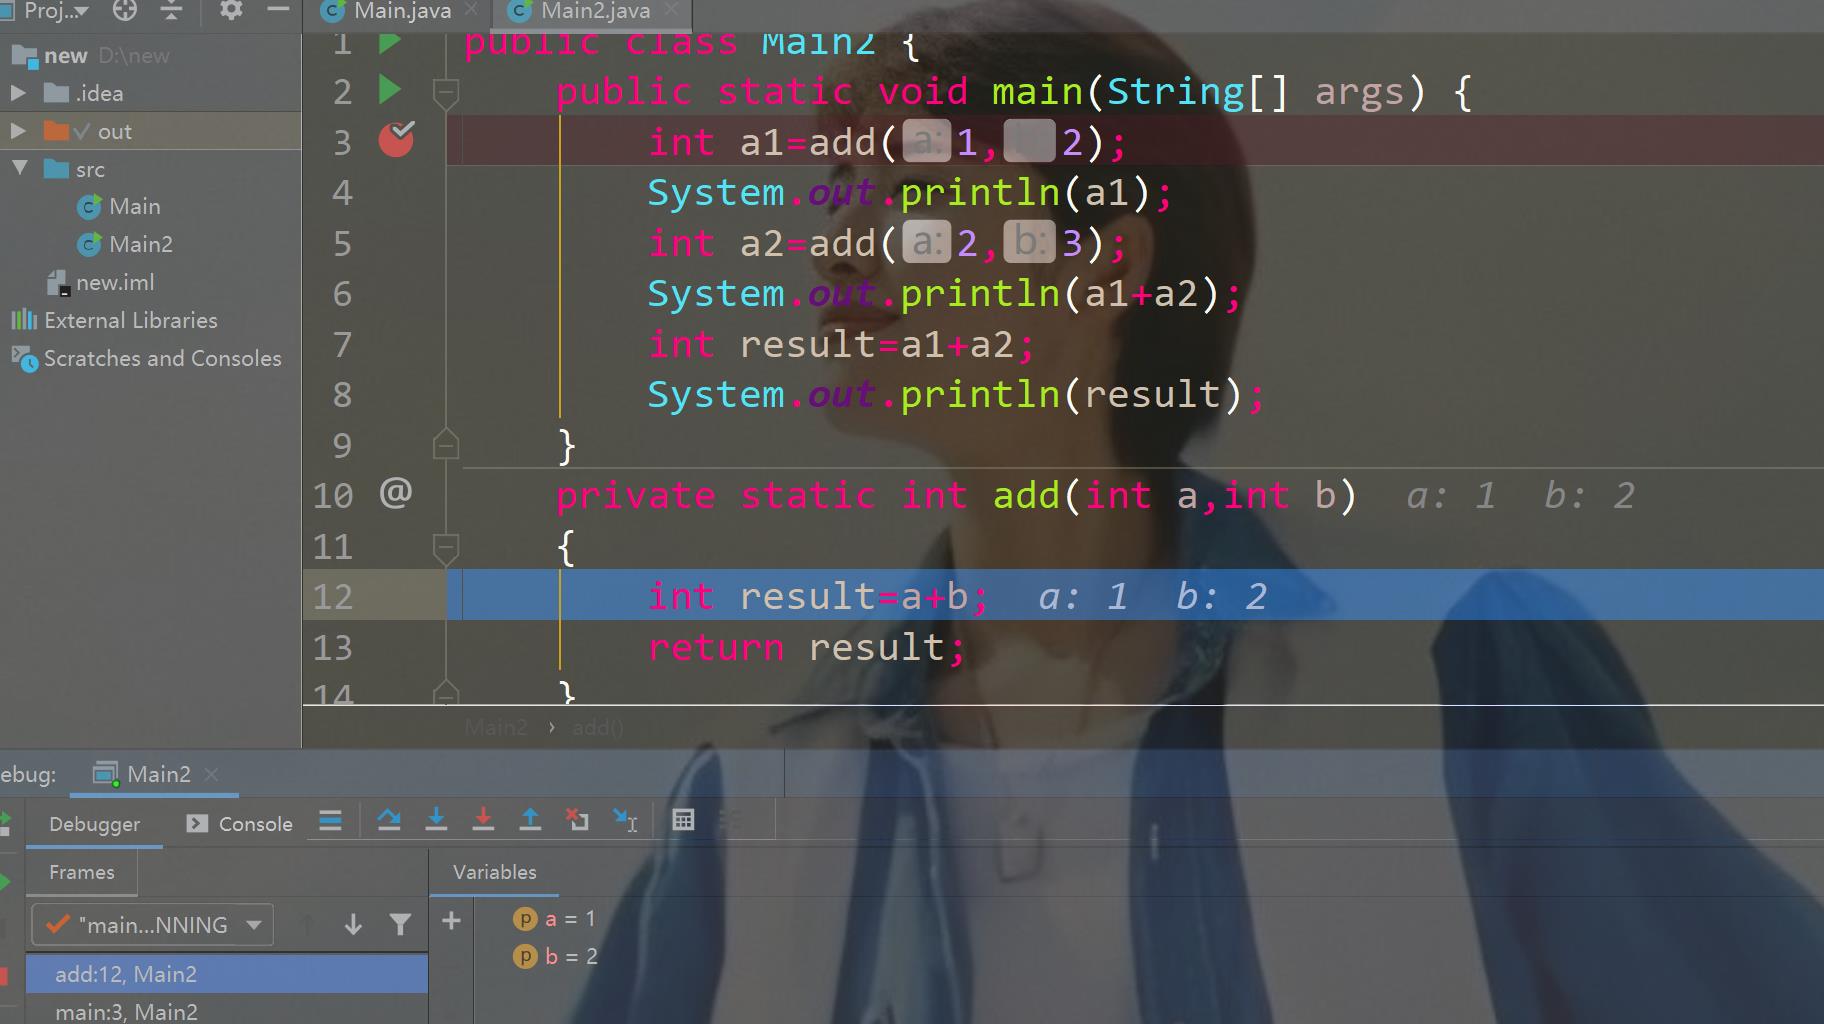 Proj...
Main.java
Main2.java
new D:\new
.idea
out
src
Main
Main2
new.iml
External Libraries
Scratches and Consoles
1 public class Main2 {
2 public static void main(String[] args) {
3 int a1=add( a: 1, b: 2);
4 System.out.println(a1);
5 int a2=add( a: 2, b: 3);
6 System.out.println(a1+a2);
7 int result=a1+a2;
8 System.out.println(result);
9 }
10 @ private static int add(int a,int b) a: 1 b: 2
11 {
12 int result=a+b; a: 1 b: 2
13 return result;
14 }
Main2 › add()
ebug: Main2
Debugger Console
Frames
Variables
"main...NNING
add:12, Main2
main:3, Main2
p a = 1
p b = 2